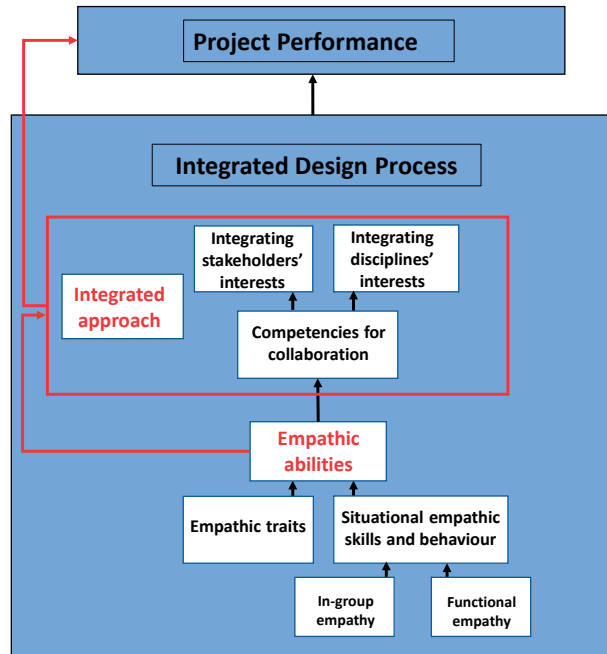 Project Performance
Integrated Design Process
Integrating
stakeholders’
interests
Integrating
disciplines’
interests
Integrated
approach
Competencies for
collaboration
Empathic
abilities
Empathic traits
Situational empathic
skills and behaviour
In-group
empathy
Functional
empathy